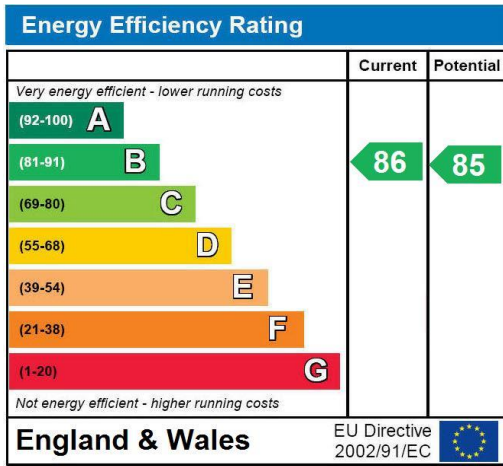 Energy Efficiency Rating
Current Potential
Very energy efficient - lower running costs
(92-100) A
(81-91) B
86 85
(69-80) C
(55-68) D
(39-54) E
(21-38) F
(1-20) G
Not energy efficient - higher running costs
England & Wales
EU Directive
2002/91/EC